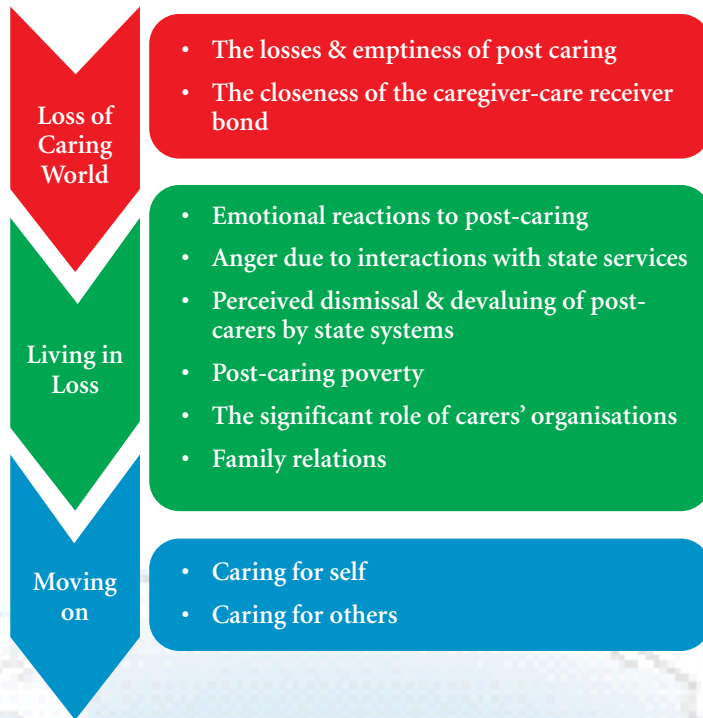 Loss of
Caring
World
• The losses & emptiness of post caring
• The closeness of the caregiver-care receiver
bond
Living in
Loss
• Emotional reactions to post-caring
• Anger due to interactions with state services
• Perceived dismissal & devaluing of post-
carers by state systems
• Post-caring poverty
• The significant role of carers’ organisations
• Family relations
Moving
on
• Caring for self
• Caring for others